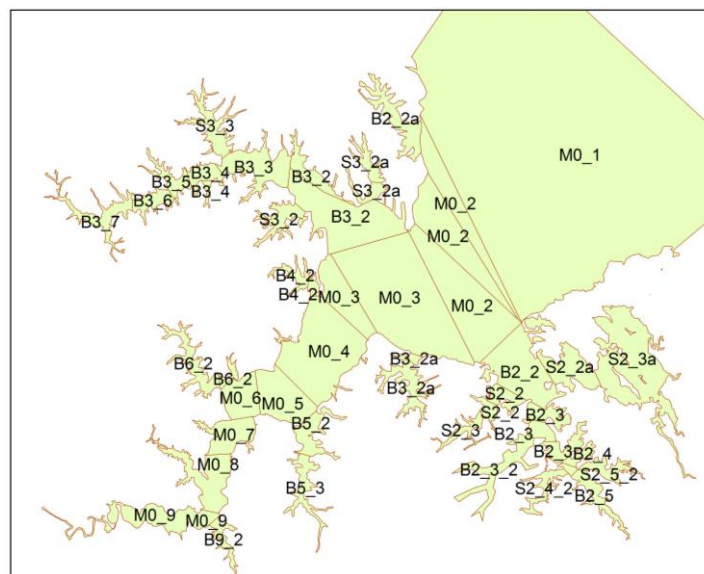 B2_2a
M0_1
S3_3
S3_2a
B3_4
B3_3
B3_2
B3_5
B3_4
S3_2a
M0_2
B3_6
B3_7
S3_2
B3_2
M0_2
B4_2
B4_2
M0_3
M0_3
M0_2
M0_4
B3_2a
B2_2
S2_2a
S2_3a
B6_2
B6_2
B3_2a
S2_2
M0_6
M0_5
S2_2
B2_3
B5_2
M0_7
S2_3
B2_3
B2_3
B2_4
M0_8
B2_3_2
S2_5_2
B5_3
S2_4_2
B2_5
M0_9
M0_9
B9_2